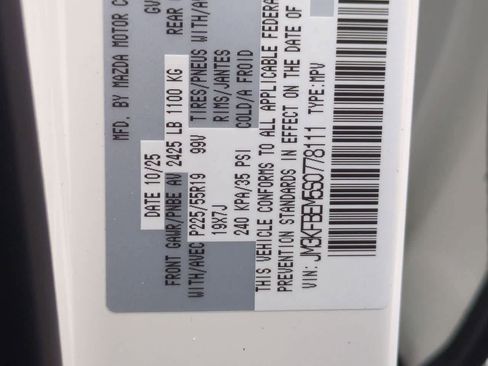 MFD. BY MAZDA MOTOR C
DATE 10/25 GV
FRONT GAWR/PNBE AV 2425 LB 1100 KG REAR
WITH/AVEC P225/55R19 99V TIRES/PNEUS WITH/A
19X7J RIMS/JANTES
240 KPA/35 PSI COLD/A FROID
THIS VEHICLE CONFORMS TO ALL APPLICABLE FEDERA
PREVENTION STANDARDS IN EFFECT ON THE DATE OF
VIN: JM3KFBEM5S0778111 TYPE: MPV